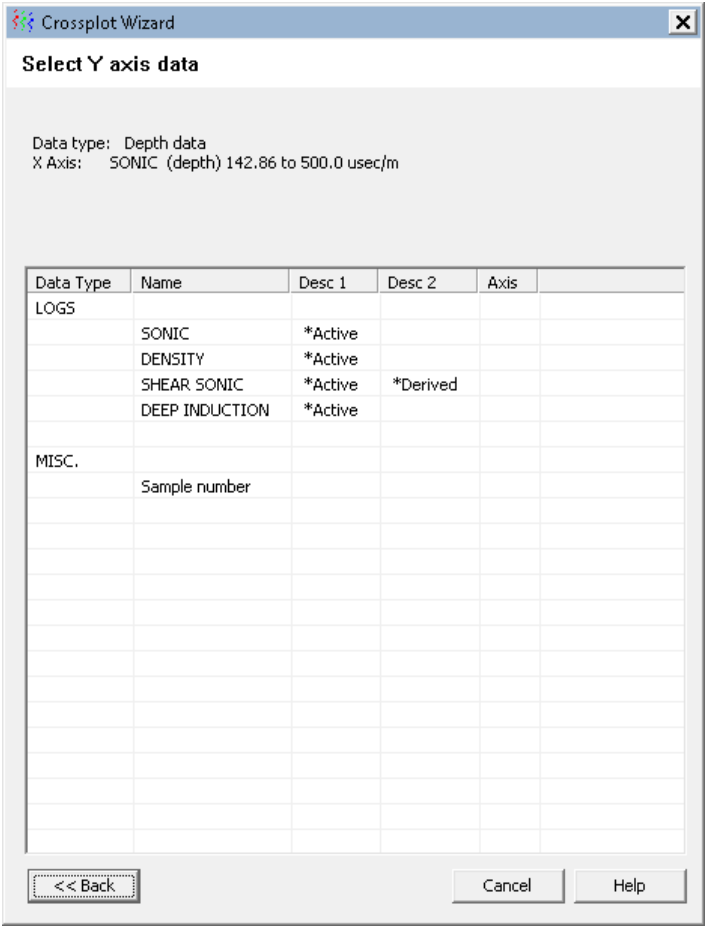 Crossplot Wizard
Select Y axis data
Data type: Depth data
X Axis: SONIC (depth) 142.86 to 500.0 usec/m
Data Type Name Desc 1 Desc 2 Axis
LOGS
SONIC *Active
DENSITY *Active
SHEAR SONIC *Active *Derived
DEEP INDUCTION *Active
MISC.
Sample number
<< Back Cancel Help